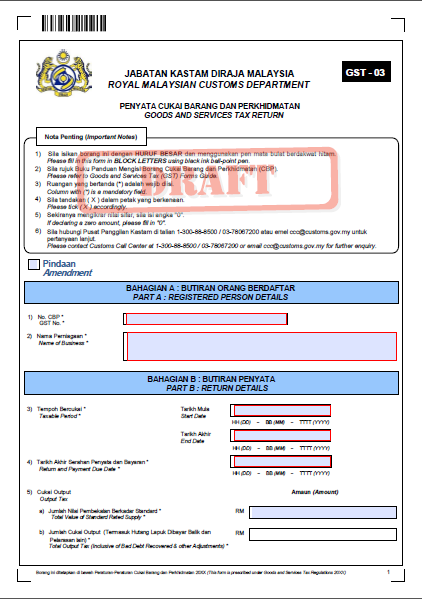 JABATAN KASTAM DIRAJA MALAYSIA
ROYAL MALAYSIAN CUSTOMS DEPARTMENT
GST - 03
PENYATA CUKAI BARANG DAN PERKHIDMATAN
GOODS AND SERVICES TAX RETURN
Nota Penting (Important Notes)
DRAFT
1) Sila isikan borang ini dengan HURUF BESAR dan menggunakan pen mata bulat berdakwat hitam.
Please fill in this form in BLOCK LETTERS using black ink ball-point pen.
2) Sila rujuk Buku Panduan Mengisi Borang Cukai Barang dan Perkhidmatan (CBP).
Please refer to Goods and Services Tax (GST) Forms Guide.
3) Ruangan yang bertanda (*) adalah wajib diisi.
Column with (*) is a mandatory field.
4) Sila tandakan ( X ) dalam petak yang berkenaan.
Please tick ( X ) accordingly.
5) Sekiranya mengikrar nilai sifar, sila isi angka "0".
If declaring a zero amount, please fill in "0".
6) Sila hubungi Pusat Panggilan Kastam di talian 1-300-88-8500 / 03-78067200 atau emel ccc@customs.gov.my untuk
pertanyaan lanjut.
Please contact Customs Call Center at 1-300-88-8500 / 03-78067200 or email ccc@customs.gov.my for further enquiry.
Pindaan
Amendment
BAHAGIAN A : BUTIRAN ORANG BERDAFTAR
PART A : REGISTERED PERSON DETAILS
1) No. CBP *
GST No. *
2) Nama Perniagaan *
Name of Business *
BAHAGIAN B : BUTIRAN PENYATA
PART B : RETURN DETAILS
3) Tempoh Bercukai * Tarikh Mula
Taxable Period * Start Date
HH (DD) – BB (MM) – TTTT (YYYY)
Tarikh Akhir
End Date
HH (DD) – BB (MM) – TTTT (YYYY)
4) Tarikh Akhir Serahan Penyata dan Bayaran *
Return and Payment Due Date *
HH (DD) – BB (MM) – TTTT (YYYY)
5) Cukai Output Amaun (Amount)
Output Tax
a) Jumlah Nilai Pembekalan Berkadar Standard * RM
Total Value of Standard Rated Supply *
b) Jumlah Cukai Output (Termasuk Hutang Lapuk Dibayar Balik dan RM
Pelarasan lain) *
Total Output Tax (Inclusive of Bad Debt Recovered & other Adjustments) *
Borang ini ditetapkan di bawah Peraturan-Peraturan Cukai Barang dan Perkhidmatan 20XX (This form is prescribed under Goods and Services Tax Regulations 20XX) 1